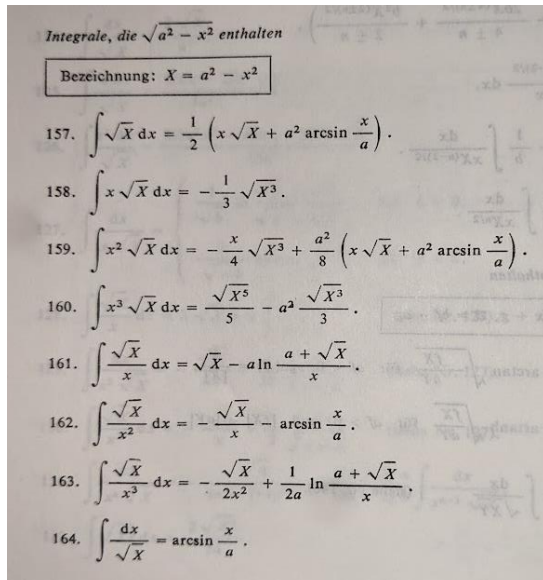 Integrale, die √(a² − x²) enthalten
Bezeichnung: X = a² − x²
157. ∫ √X dx = 1/2 (x √X + a² arcsin x/a) .
158. ∫ x √X dx = − 1/3 √X³ .
159. ∫ x² √X dx = − x/4 √X³ + a²/8 (x √X + a² arcsin x/a) .
160. ∫ x³ √X dx = √X⁵/5 − a² √X³/3 .
161. ∫ √X/x dx = √X − a ln (a + √X)/x .
162. ∫ √X/x² dx = − √X/x − arcsin x/a .
163. ∫ √X/x³ dx = − √X/2x² + 1/2a ln (a + √X)/x .
164. ∫ dx/√X = arcsin x/a .